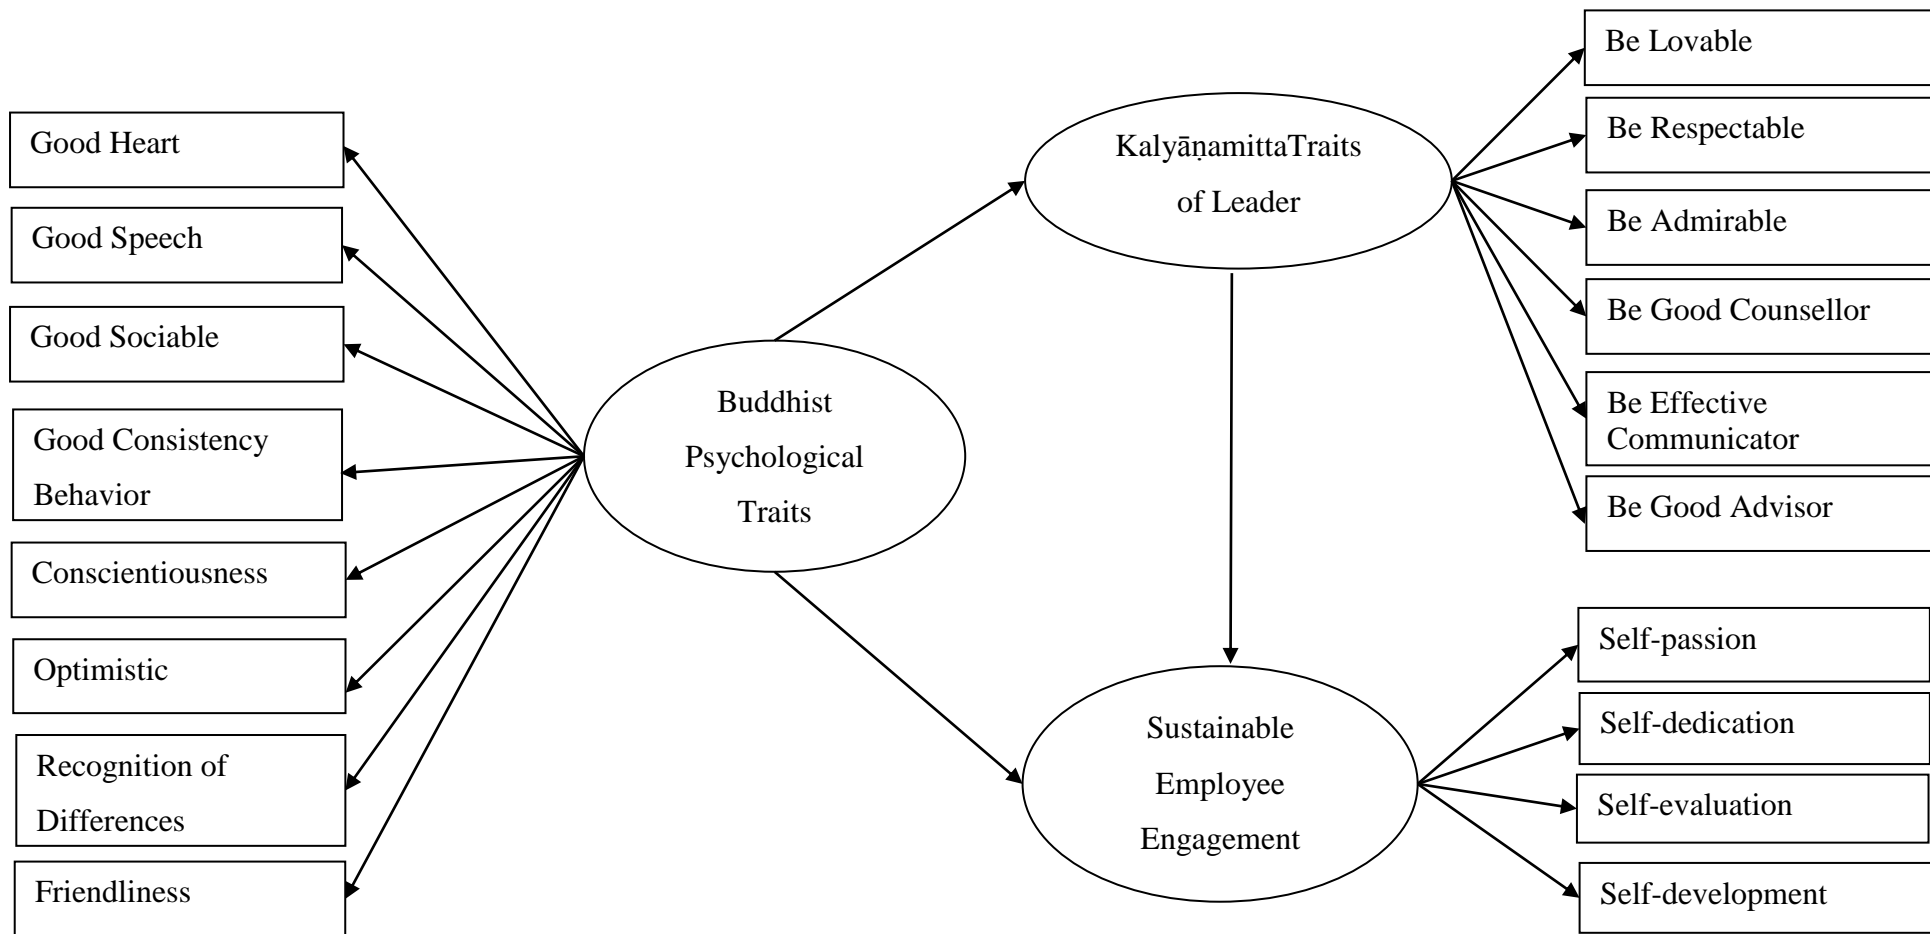 Good Heart
Good Speech
Good Sociable
Good Consistency
Behavior
Conscientiousness
Optimistic
Recognition of
Differences
Friendliness
Buddhist
Psychological
Traits
KalyāṇamittaTraits
of Leader
Sustainable
Employee
Engagement
Be Lovable
Be Respectable
Be Admirable
Be Good Counsellor
Be Effective
Communicator
Be Good Advisor
Self-passion
Self-dedication
Self-evaluation
Self-development